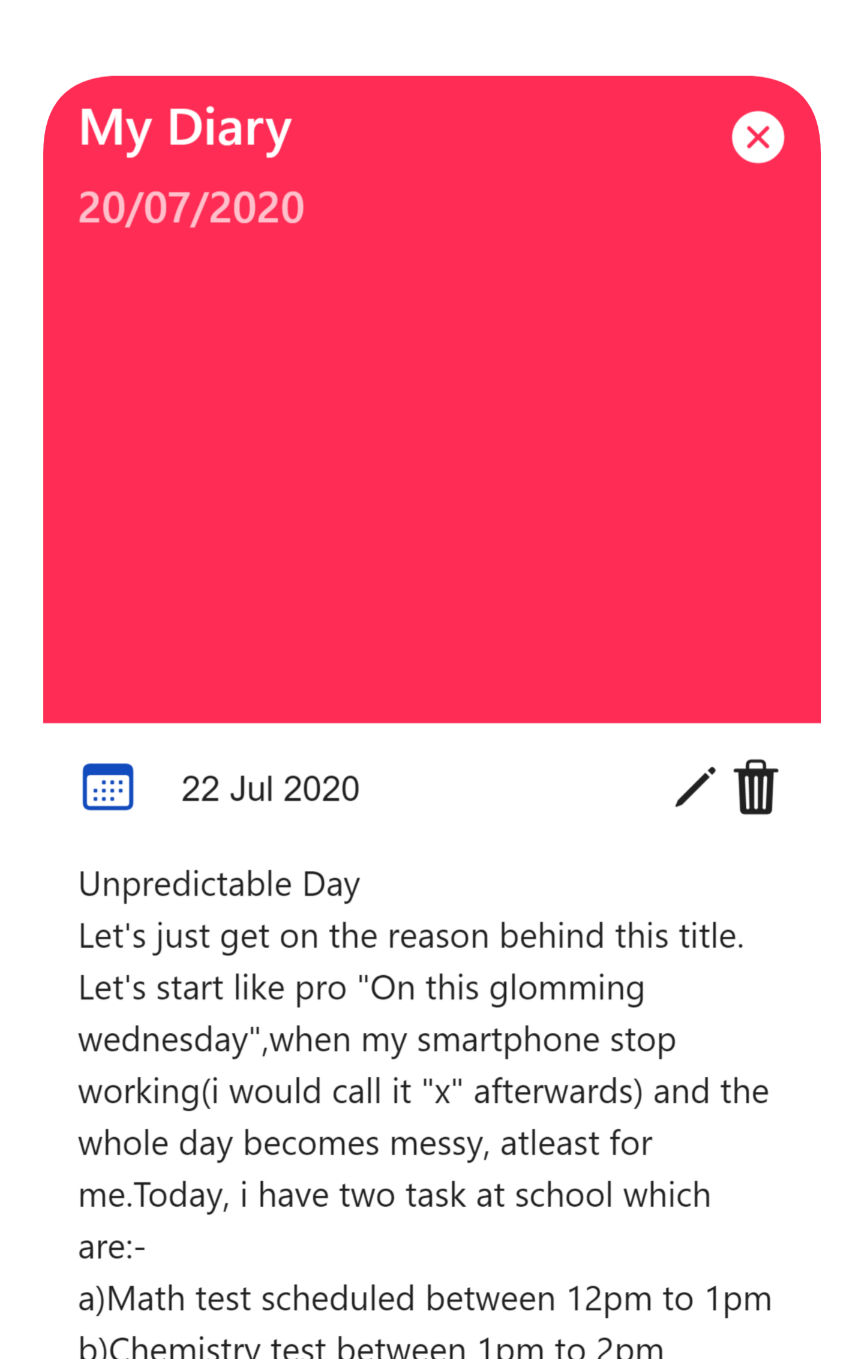 My Diary
20/07/2020
22 Jul 2020
Unpredictable Day
Let's just get on the reason behind this title.
Let's start like pro "On this glomming
wednesday",when my smartphone stop
working(i would call it "x" afterwards) and the
whole day becomes messy, atleast for
me.Today, i have two task at school which
are:-
a)Math test scheduled between 12pm to 1pm
b)Chemistry test between 1pm to 2pm